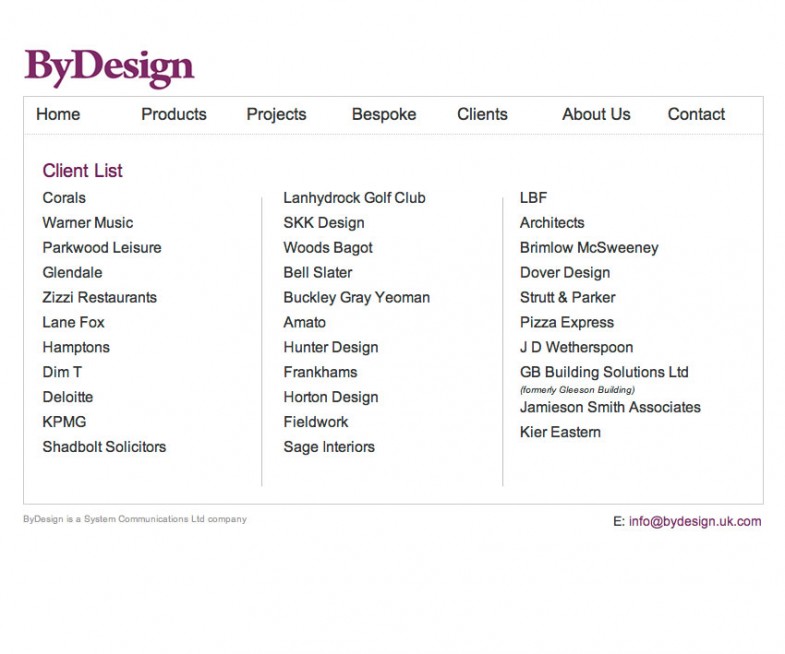 ByDesign
Home Products Projects Bespoke Clients About Us Contact
Client List
Corals
Warner Music
Parkwood Leisure
Glendale
Zizzi Restaurants
Lane Fox
Hamptons
Dim T
Deloitte
KPMG
Shadbolt Solicitors
Lanhydrock Golf Club
SKK Design
Woods Bagot
Bell Slater
Buckley Gray Yeoman
Amato
Hunter Design
Frankhams
Horton Design
Fieldwork
Sage Interiors
LBF
Architects
Brimlow McSweeney
Dover Design
Strutt & Parker
Pizza Express
J D Wetherspoon
GB Building Solutions Ltd
(formerly Gleeson Building)
Jamieson Smith Associates
Kier Eastern
ByDesign is a System Communications Ltd company
E: info@bydesign.uk.com